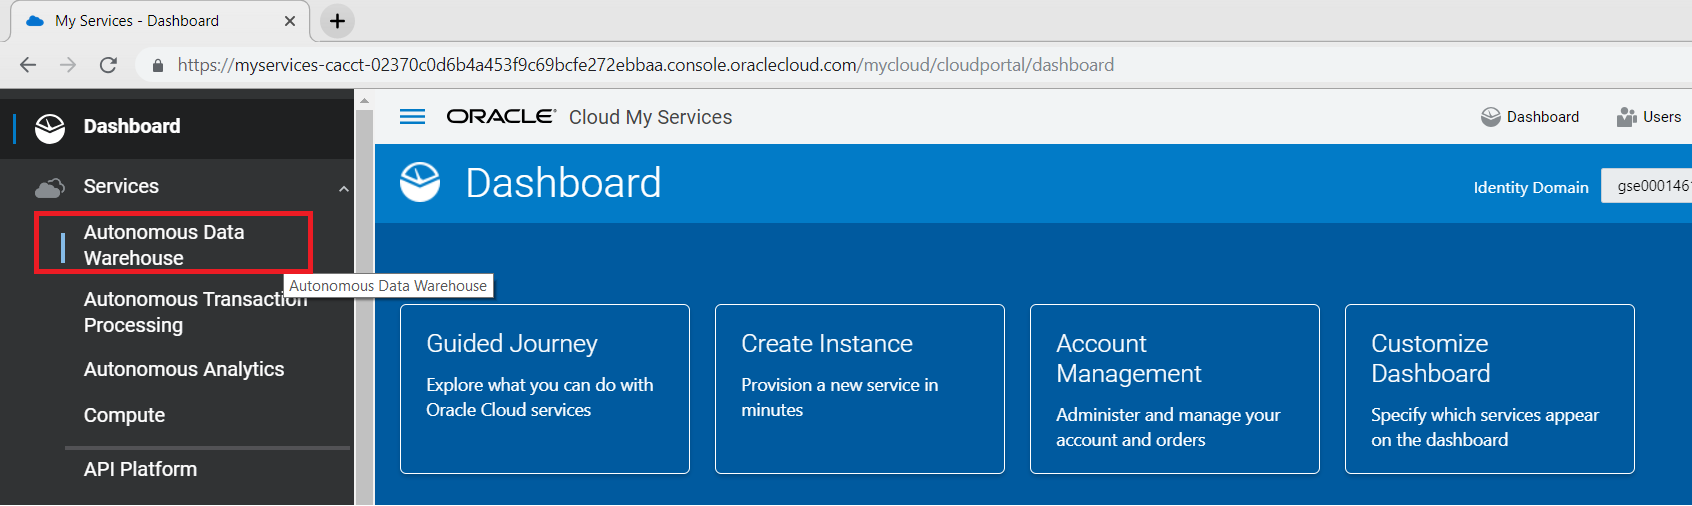 My Services - Dashboard
https://myservices-cacct-02370c0d6b4a453f9c69bcfe272ebbaa.console.oraclecloud.com/mycloud/cloudportal/dashboard
Dashboard
Services
Autonomous Data
Warehouse
Autonomous Data Warehouse
Autonomous Transaction
Processing
Autonomous Analytics
Compute
API Platform
ORACLE® Cloud My Services
Dashboard
Users
Dashboard
Identity Domain
gse0001461
Guided Journey
Explore what you can do with
Oracle Cloud services
Create Instance
Provision a new service in
minutes
Account
Management
Administer and manage your
account and orders
Customize
Dashboard
Specify which services appear
on the dashboard